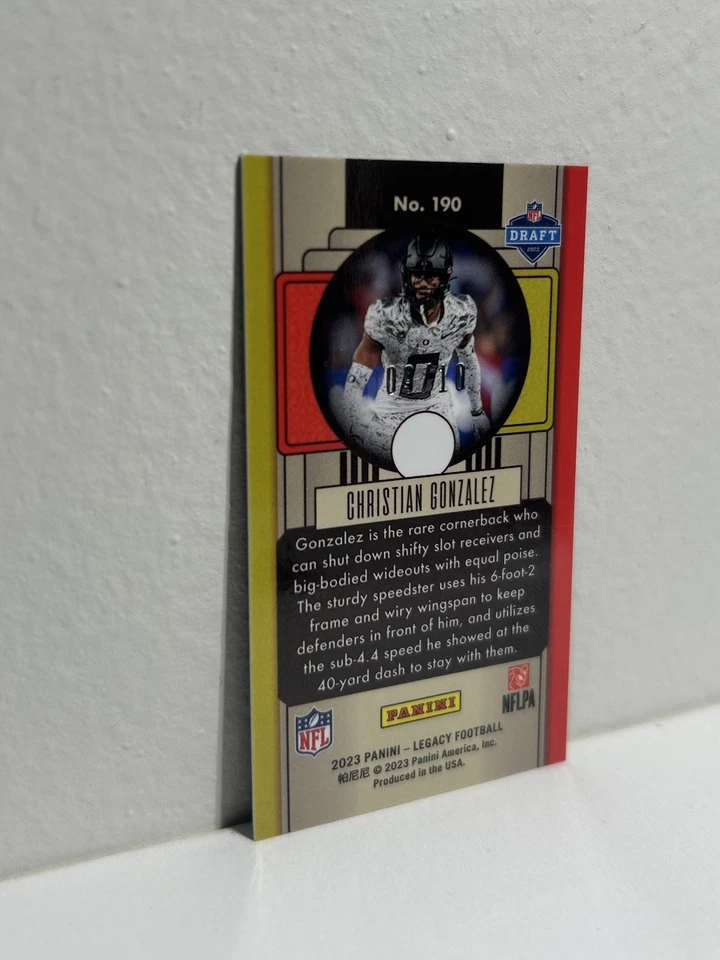 No. 190
NFL
DRAFT
2023
CHRISTIAN GONZALEZ
Gonzalez is the rare cornerback who
can shut down shifty slot receivers and
big-bodied wideouts with equal poise.
The sturdy speedster uses his 6-foot-2
frame and wiry wingspan to keep
defenders in front of him, and utilizes
the sub-4.4 speed he showed at the
40-yard dash to stay with them.
NFL
PANINI
NFLPA
2023 PANINI – LEGACY FOOTBALL
帕尼尼 © 2023 Panini America, Inc.
Produced in the USA.